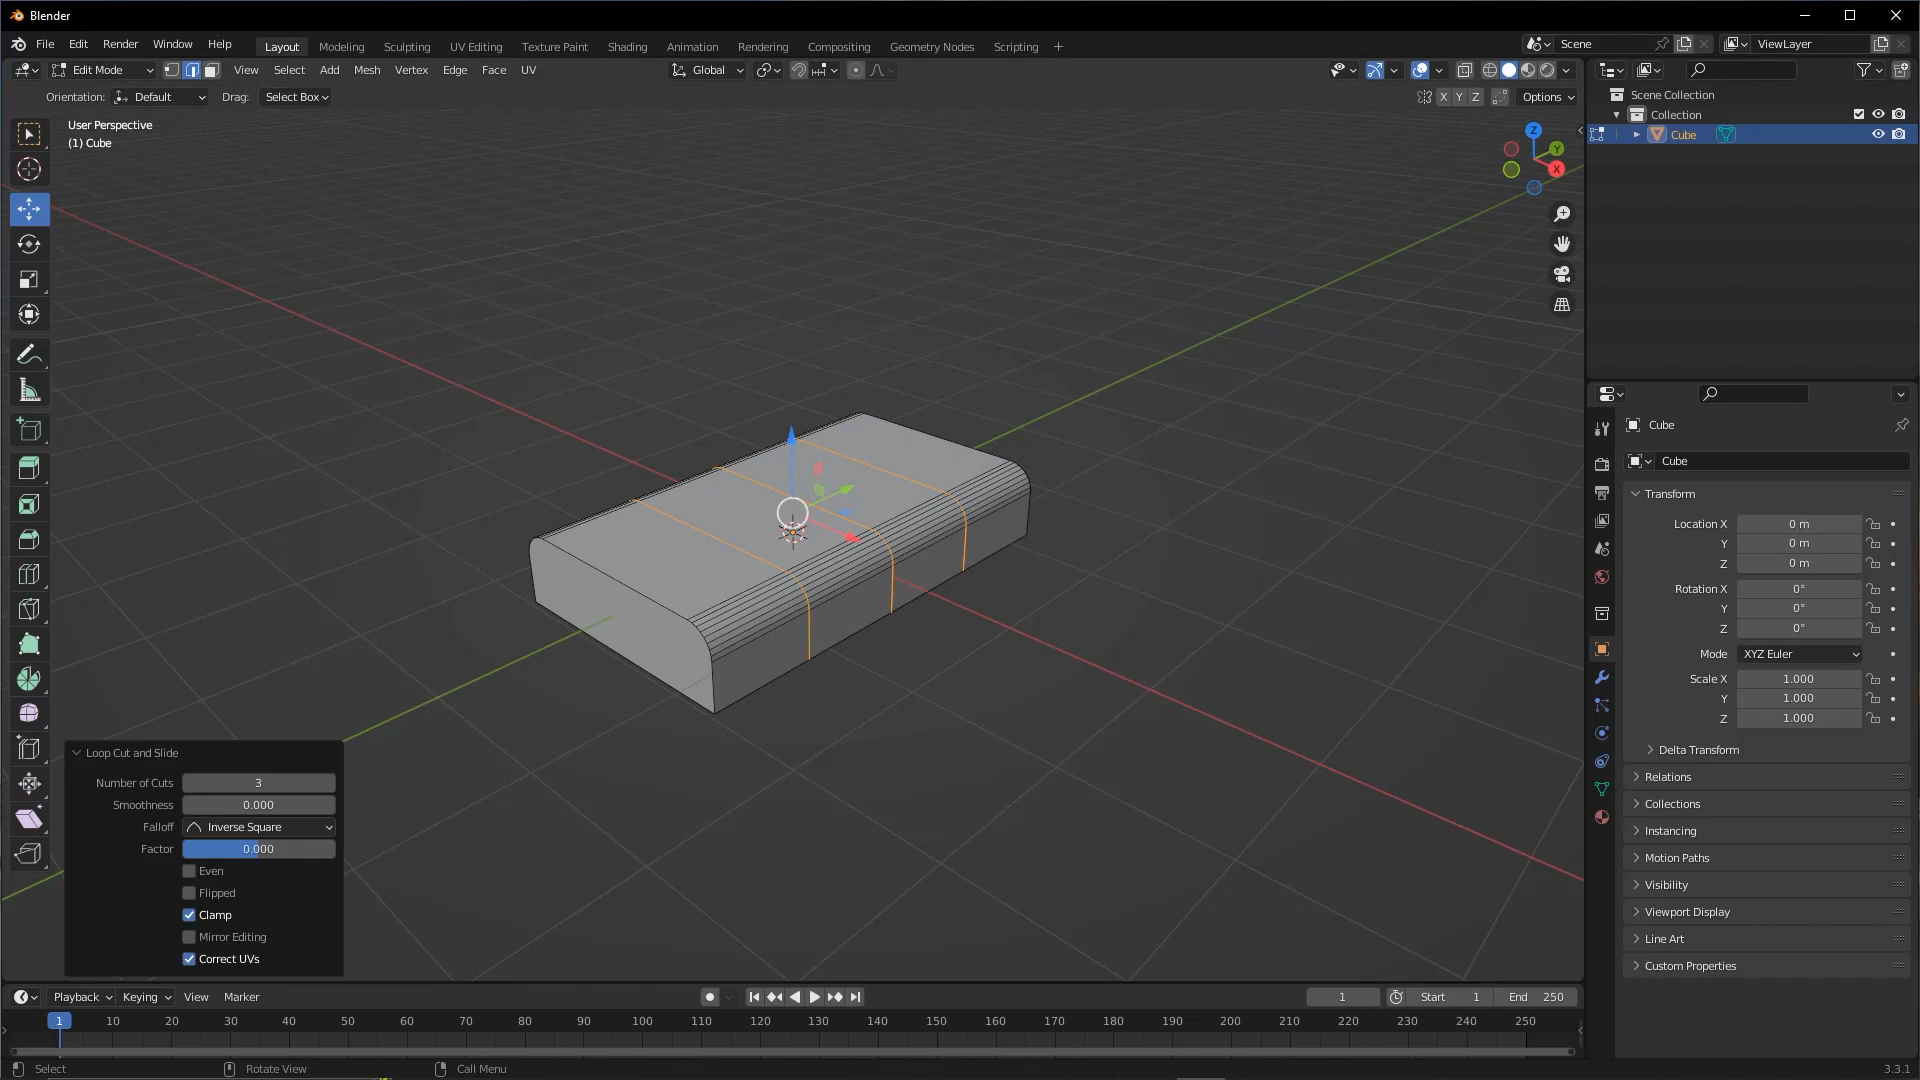 Blender
File Edit Render Window Help Layout Modeling Sculpting UV Editing Texture Paint Shading Animation Rendering Compositing Geometry Nodes Scripting + Scene ViewLayer
Edit Mode View Select Add Mesh Vertex Edge Face UV Global
Orientation: Default Drag: Select Box X Y Z Options
User Perspective
(1) Cube
Z
Y
X
Scene Collection
Collection
Cube
Cube
Cube
Transform
Location X 0 m
Y 0 m
Z 0 m
Rotation X 0°
Y 0°
Z 0°
Mode XYZ Euler
Scale X 1.000
Y 1.000
Z 1.000
Delta Transform
Relations
Collections
Instancing
Motion Paths
Visibility
Viewport Display
Line Art
Custom Properties
Loop Cut and Slide
Number of Cuts 3
Smoothness 0.000
Falloff Inverse Square
Factor 0.000
Even
Flipped
Clamp
Mirror Editing
Correct UVs
Playback Keying View Marker 1 Start 1 End 250
1 10 20 30 40 50 60 70 80 90 100 110 120 130 140 150 160 170 180 190 200 210 220 230 240 250
Select Rotate View Call Menu 3.3.1